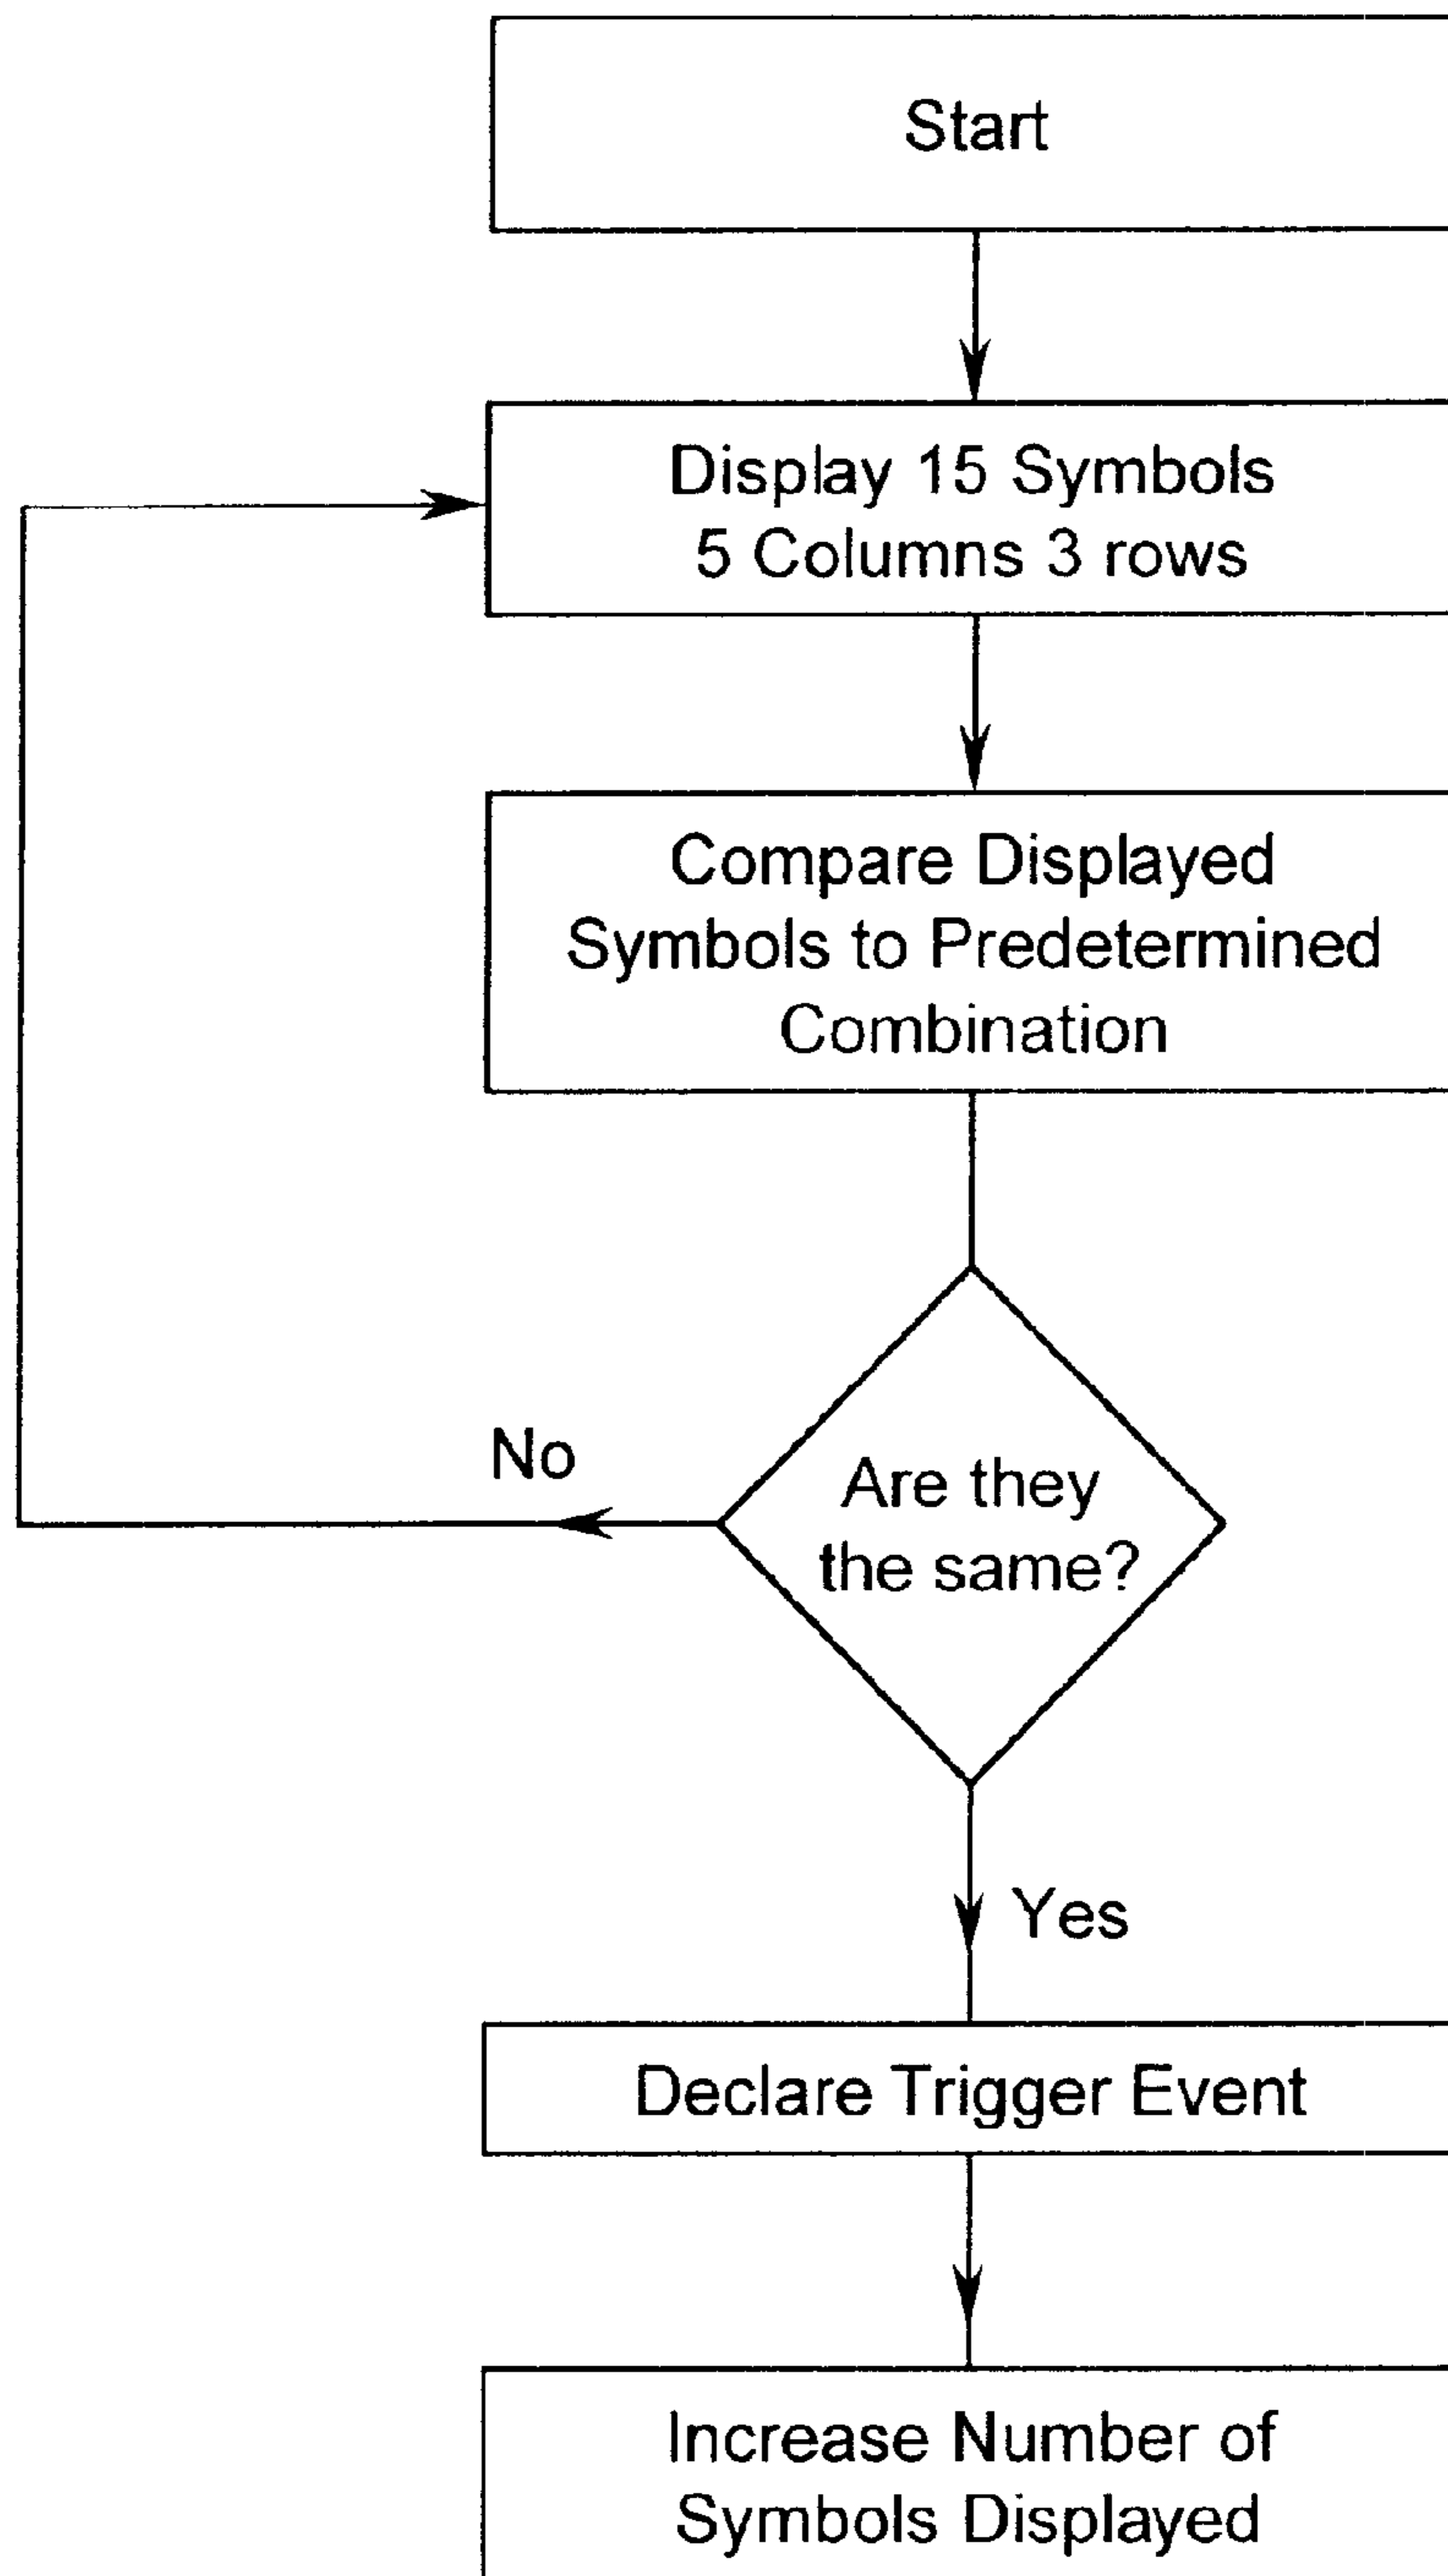 Start
Display 15 Symbols
5 Columns 3 rows
Compare Displayed
Symbols to Predetermined
Combination
No
Are they
the same?
Yes
Declare Trigger Event
Increase Number of
Symbols Displayed